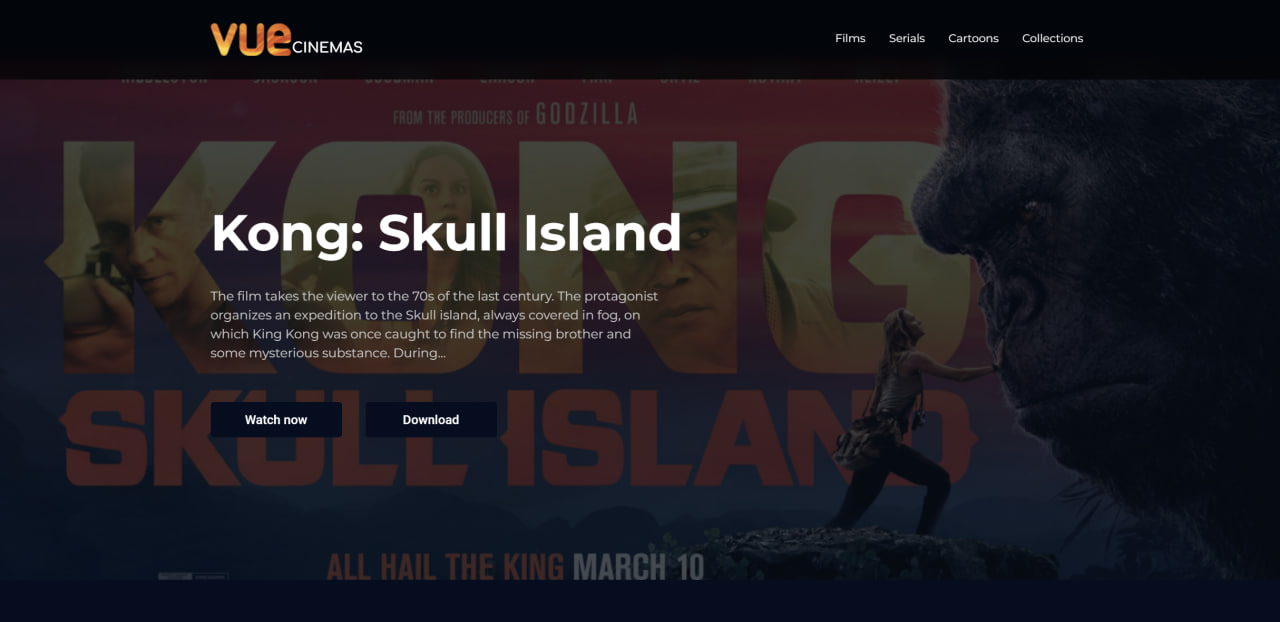 vue CINEMAS
Films Serials Cartoons Collections
FROM THE PRODUCERS OF GODZILLA
KONG
Kong: Skull Island
The film takes the viewer to the 70s of the last century. The protagonist
organizes an expedition to the Skull island, always covered in fog, on
which King Kong was once caught to find the missing brother and
some mysterious substance. During...
SKULL ISLAND
Watch now Download
ALL HAIL THE KING MARCH 10